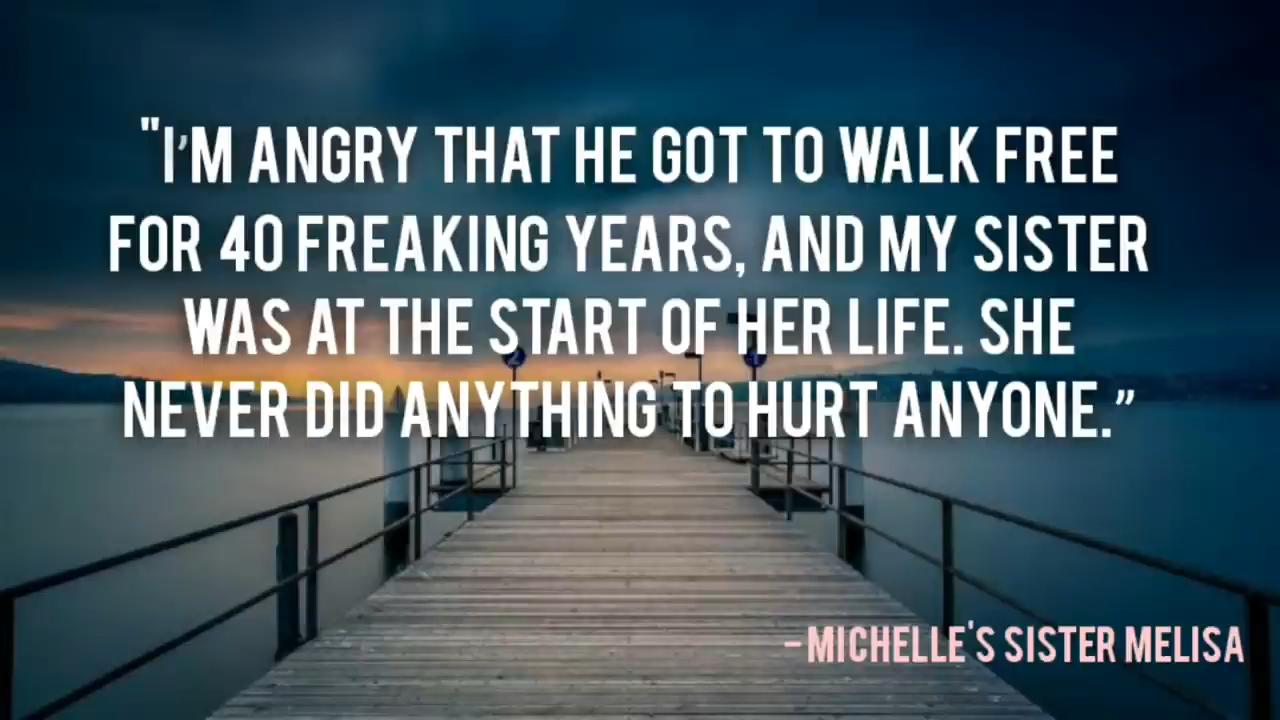 "I'M ANGRY THAT HE GOT TO WALK FREE
FOR 40 FREAKING YEARS, AND MY SISTER
WAS AT THE START OF HER LIFE. SHE
NEVER DID ANYTHING TO HURT ANYONE.”
- MICHELLE'S SISTER MELISA